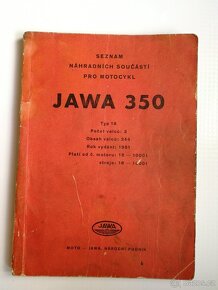 SEZNAM
NÁHRADNÍCH SOUČÁSTÍ
PRO MOTOCYKL
JAWA 350
Typ 18
Počet válců: 2
Obsah válců: 344
Rok vydání: 1951
Platí od č. motoru: 18 — 10001
stroje: 18 — 10001
JAWA
MOTO — JAWA, NÁRODNÍ PODNIK